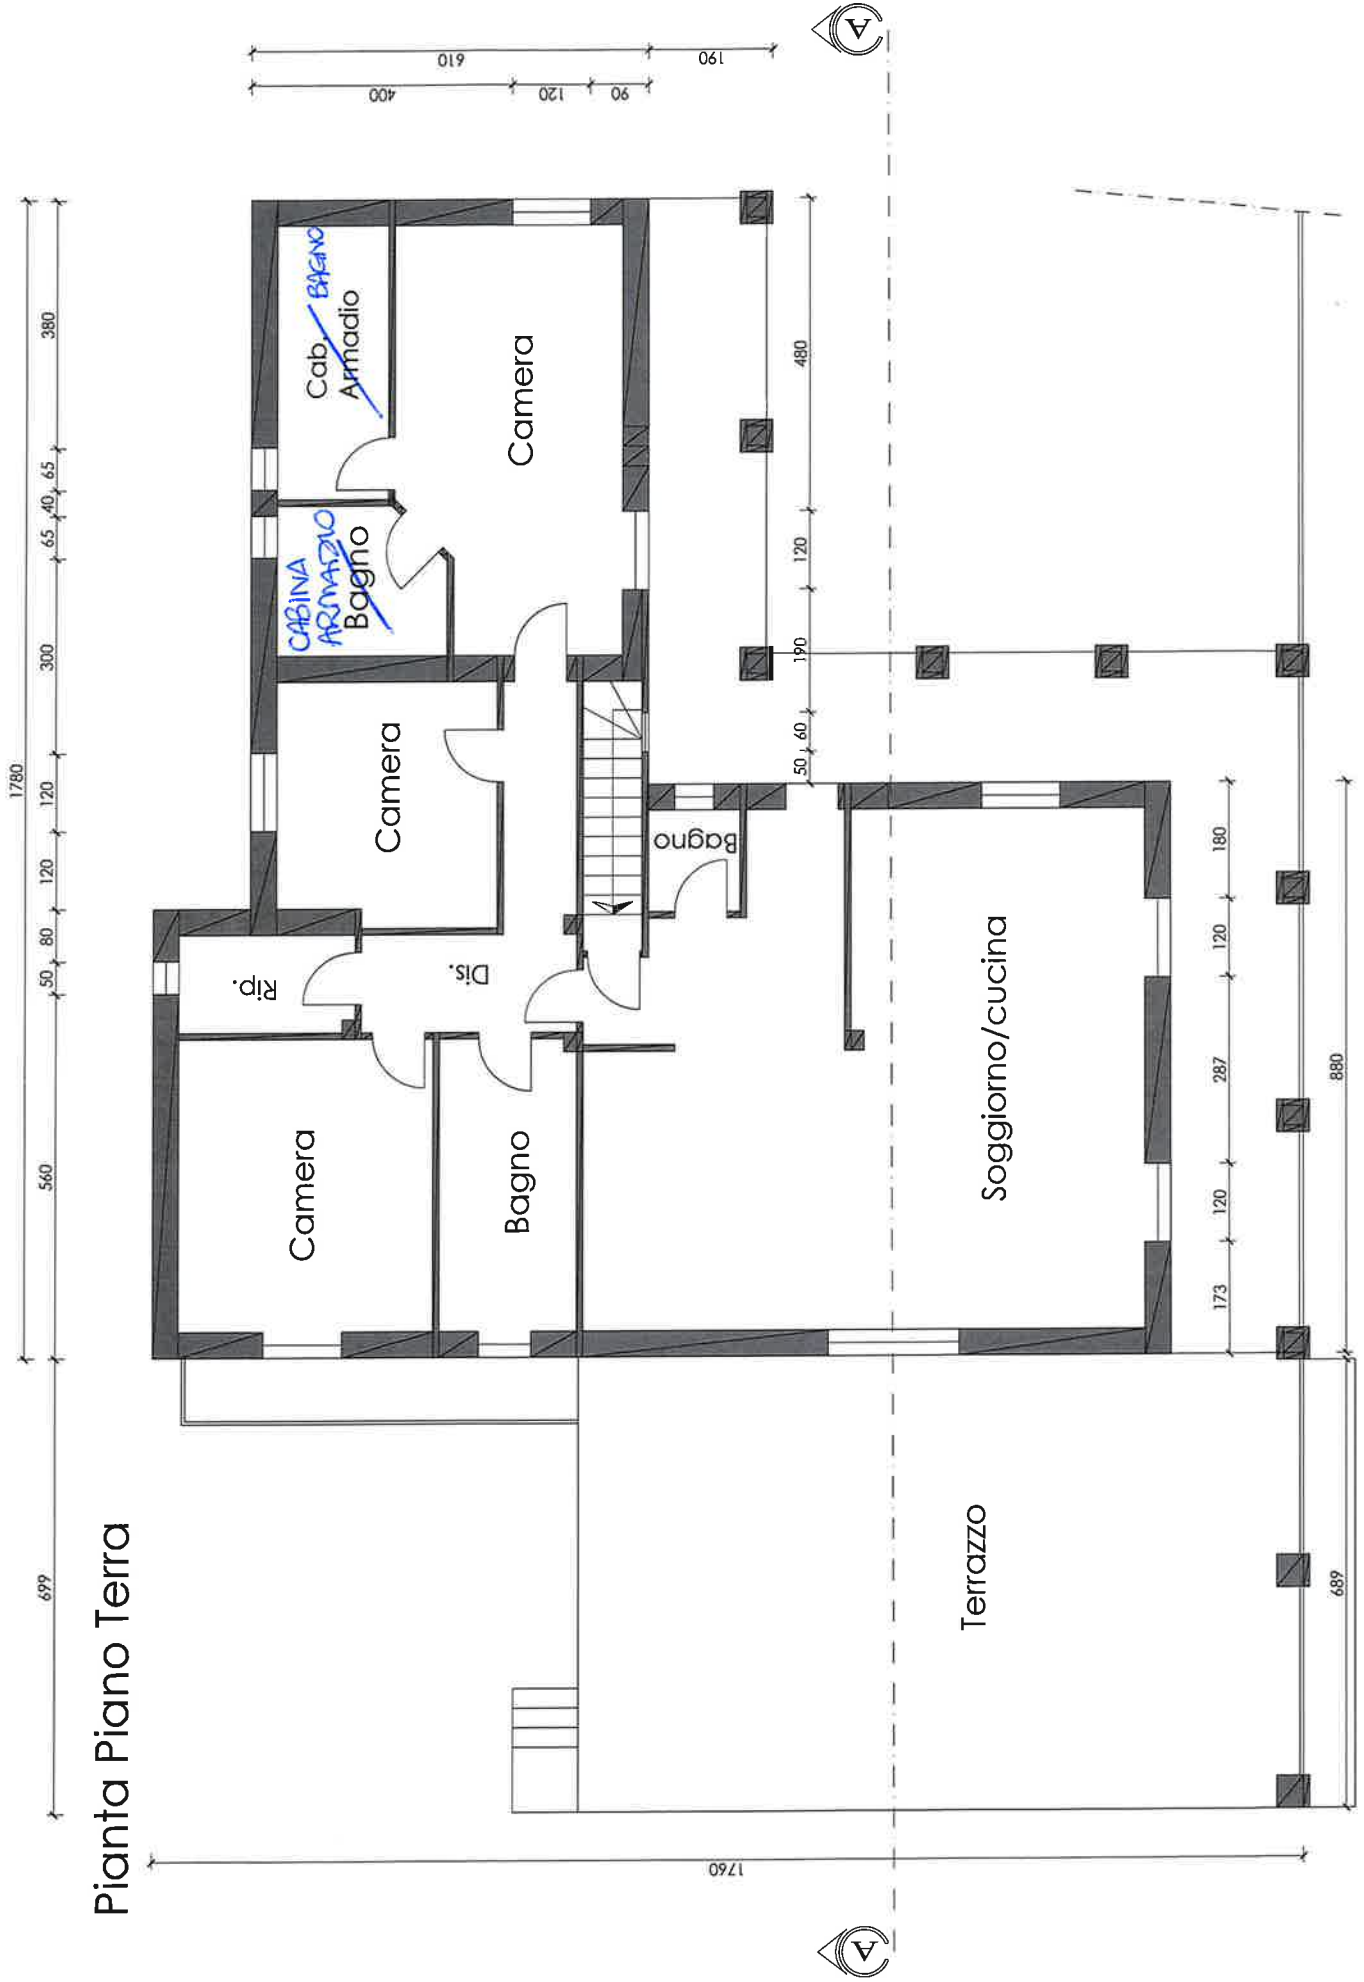 Pianta Piano Terra
699
1780
560
50
80
120
120
300
65
40
65
380
610
190
400
120
90
Cab. BAGNO
Armadio
CABINA
ARMADIO
Bagno
Camera
Camera
Rip.
Dis.
Camera
Bagno
Bagno
Soggiorno/cucina
Terrazzo
480
120
190
60
50
180
120
287
120
173
880
689
1760
A
A